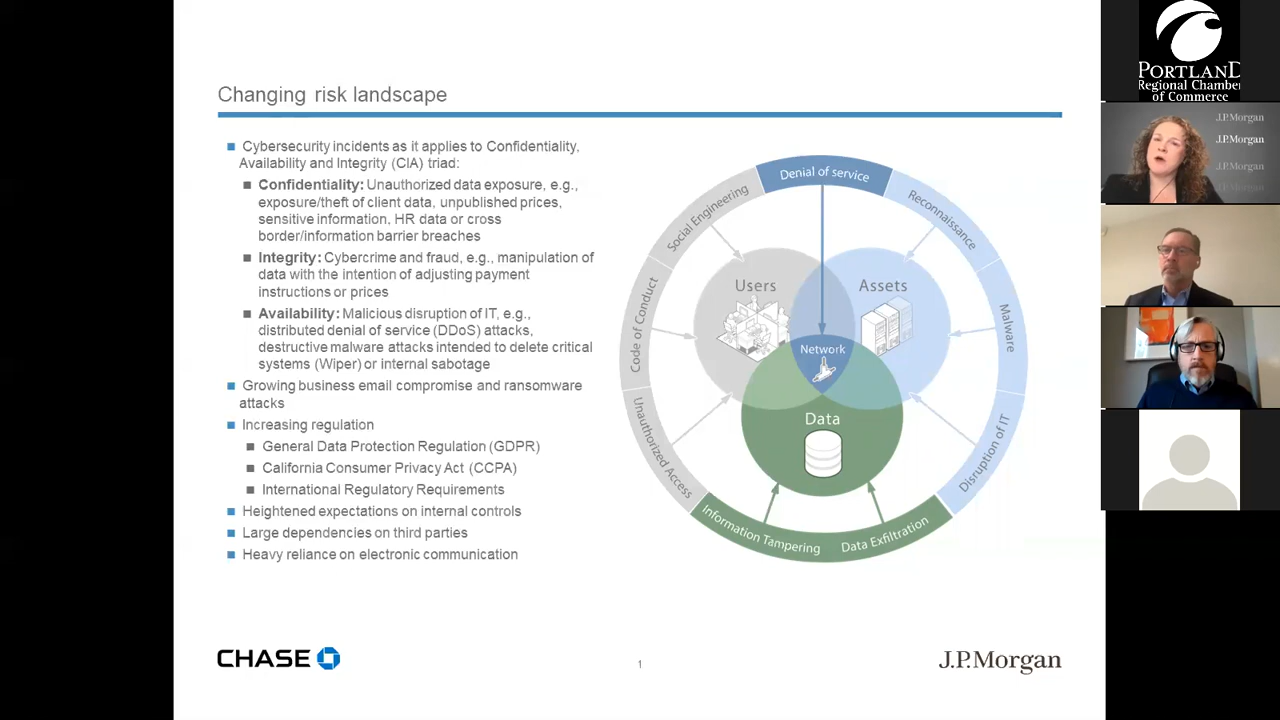 Changing risk landscape
Cybersecurity incidents as it applies to Confidentiality,
Availability and Integrity (CIA) triad:
Confidentiality: Unauthorized data exposure, e.g.,
exposure/theft of client data, unpublished prices,
sensitive information, HR data or cross
border/information barrier breaches
Integrity: Cybercrime and fraud, e.g., manipulation of
data with the intention of adjusting payment
instructions or prices
Availability: Malicious disruption of IT, e.g.,
distributed denial of service (DDoS) attacks,
destructive malware attacks intended to delete critical
systems (Wiper) or internal sabotage
Growing business email compromise and ransomware
attacks
Increasing regulation
General Data Protection Regulation (GDPR)
California Consumer Privacy Act (CCPA)
International Regulatory Requirements
Heightened expectations on internal controls
Large dependencies on third parties
Heavy reliance on electronic communication
Denial of service
Reconnaissance
Malware
Disruption of IT
Data Exfiltration
Information Tampering
Unauthorized Access
Code of Conduct
Social Engineering
Users
Assets
Network
Data
CHASE
1
J.P.Morgan
PORTLAND
Regional Chamber
of Commerce
J.P.Morgan
J.P.Morgan
J.P.Morgan
J.P.Morgan